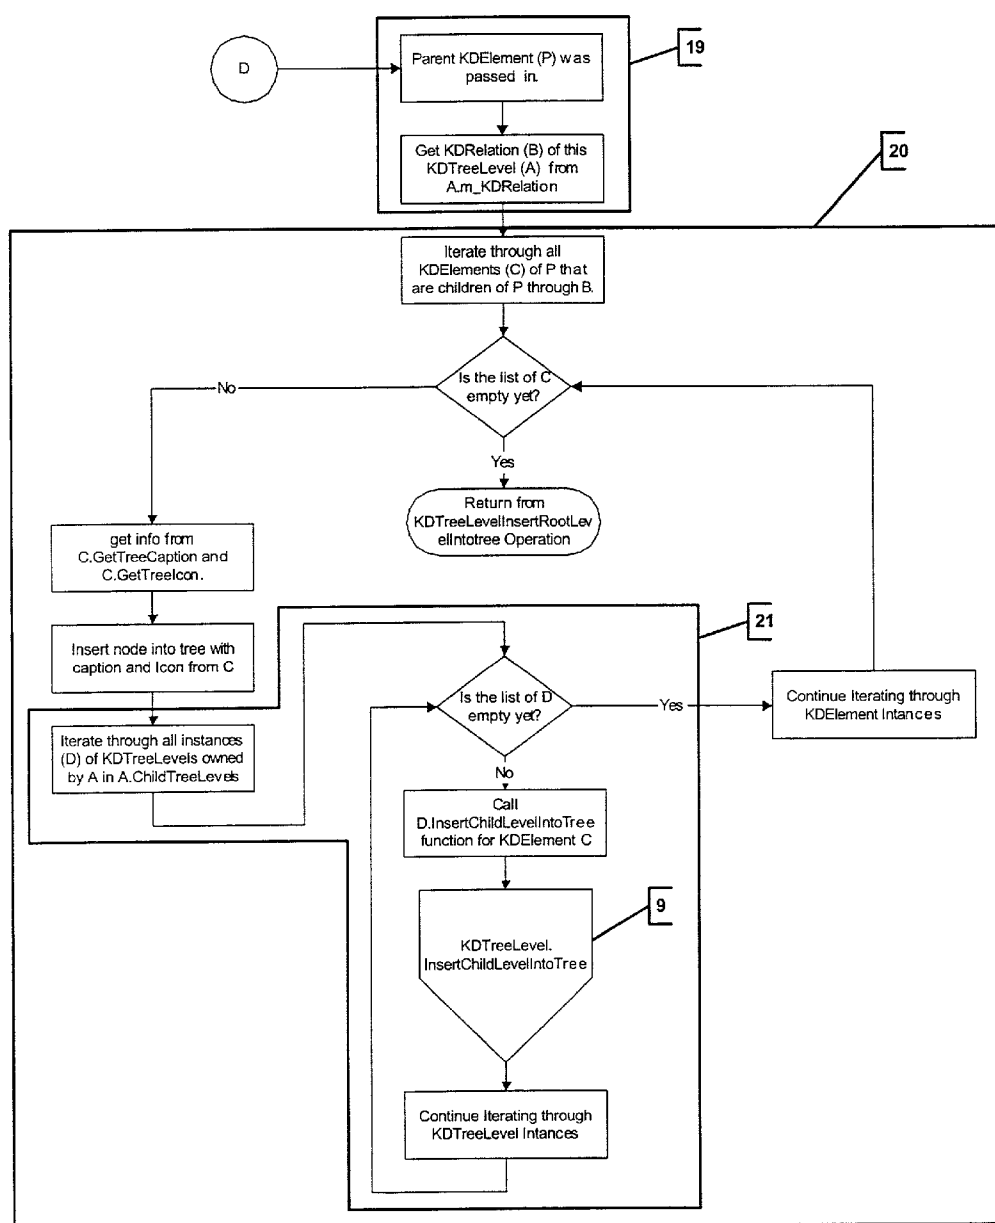 D
Parent KDElement (P) was
passed in.
19
Get KDRelation (B) of this
KDTreeLevel (A) from
A.m_KDRelation
20
Iterate through all
KDElements (C) of P that
are children of P through B.
Is the list of C
empty yet?
No
Yes
Return from
KDTreeLevelInsertRootLev
elIntotree Operation
get info from
C.GetTreeCaption and
C.GetTreeIcon.
21
Insert node into tree with
caption and Icon from C
Is the list of D
empty yet?
Yes
Continue Iterating through
KDElement Intances
Iterate through all instances
(D) of KDTreeLevels owned
by A in A.ChildTreeLevels
No
Call
D.InsertChildLevelIntoTree
function for KDElement C
9
KDTreeLevel.
InsertChildLevelIntoTree
Continue Iterating through
KDTreeLevel Intances